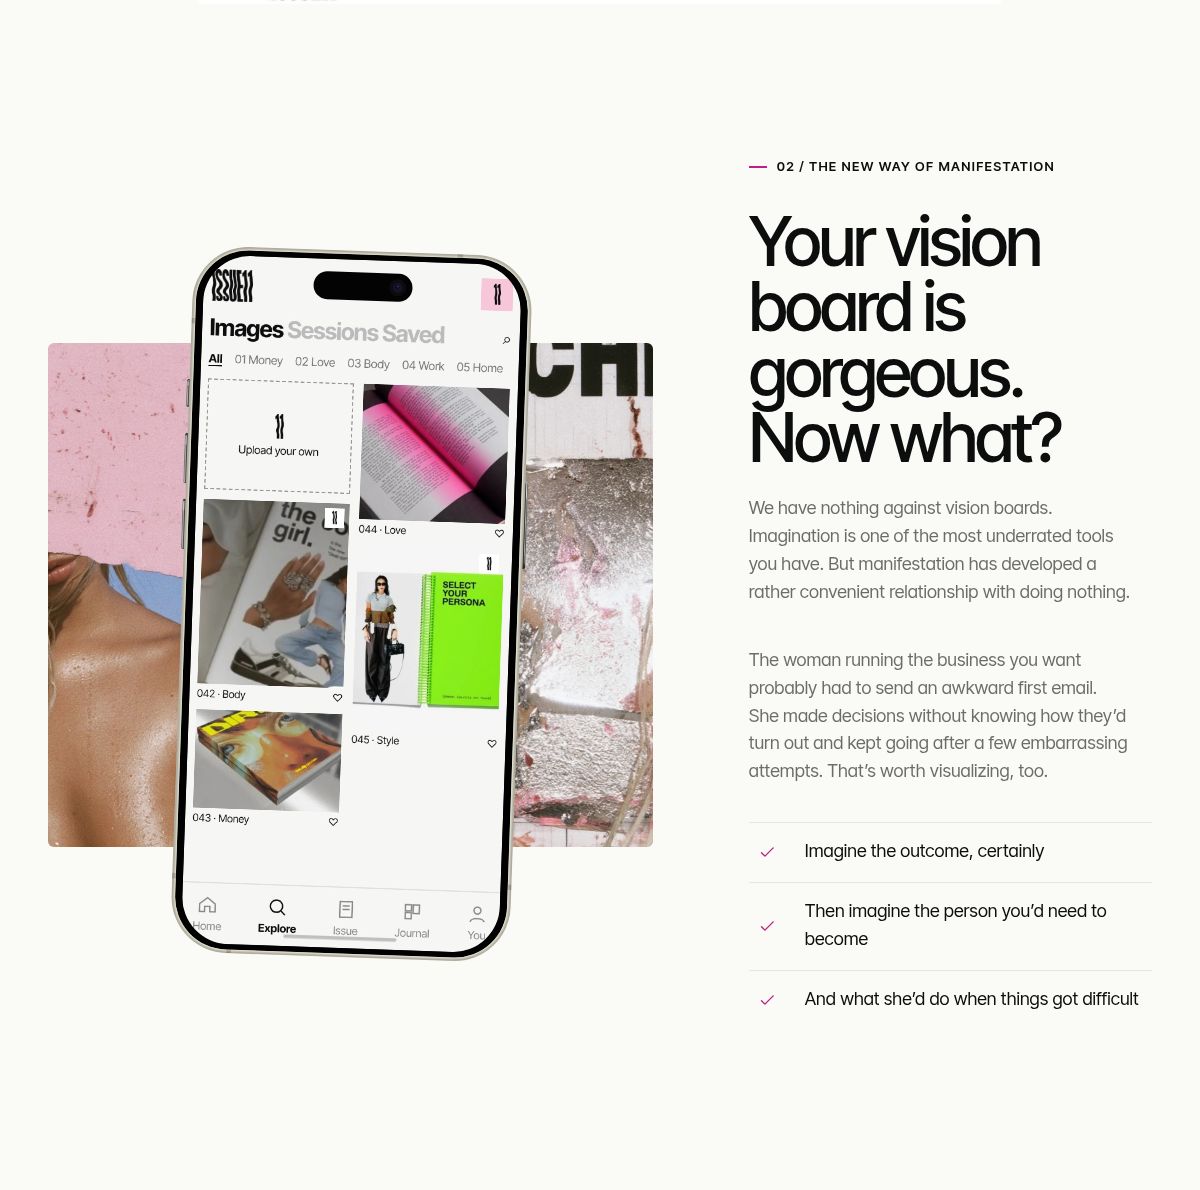 02 / THE NEW WAY OF MANIFESTATION
Your vision
board is
gorgeous.
Now what?
We have nothing against vision boards.
Imagination is one of the most underrated tools
you have. But manifestation has developed a
rather convenient relationship with doing nothing.
The woman running the business you want
probably had to send an awkward first email.
She made decisions without knowing how they’d
turn out and kept going after a few embarrassing
attempts. That’s worth visualizing, too.
Imagine the outcome, certainly
Then imagine the person you’d need to
become
And what she’d do when things got difficult
ISSUE11
11
Images Sessions Saved
All 01 Money 02 Love 03 Body 04 Work 05 Home
11
Upload your own
044 · Love
the
girl.
11
042 · Body
11
SELECT
YOUR
PERSONA
045 · Style
043 · Money
Home Explore Issue Journal You
CH